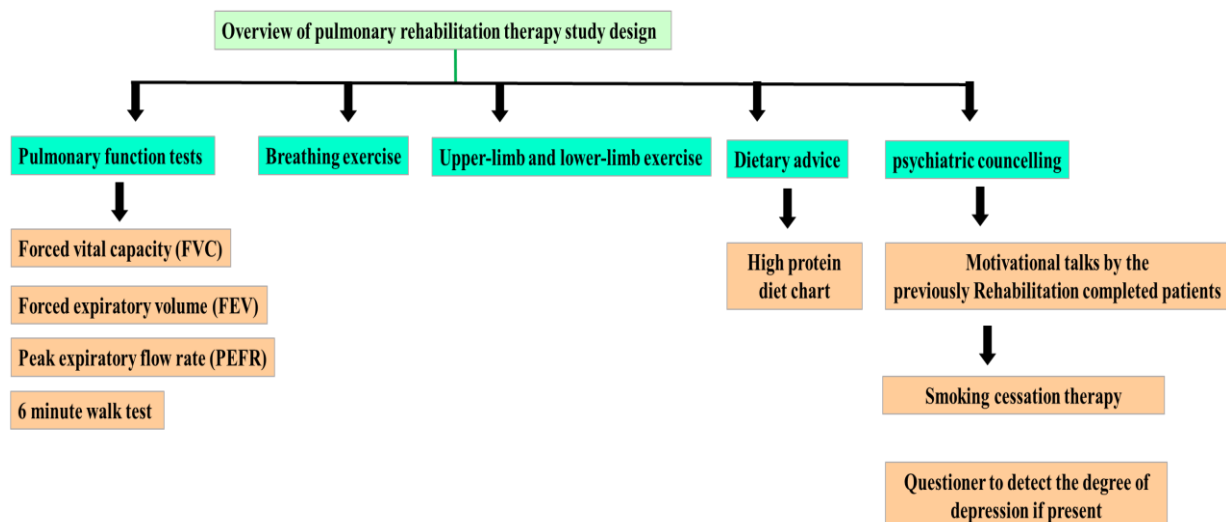 Overview of pulmonary rehabilitation therapy study design
Pulmonary function tests
Breathing exercise
Upper-limb and lower-limb exercise
Dietary advice
psychiatric councelling
Forced vital capacity (FVC)
Forced expiratory volume (FEV)
Peak expiratory flow rate (PEFR)
6 minute walk test
High protein
diet chart
Motivational talks by the
previously Rehabilitation completed patients
Smoking cessation therapy
Questioner to detect the degree of
depression if present